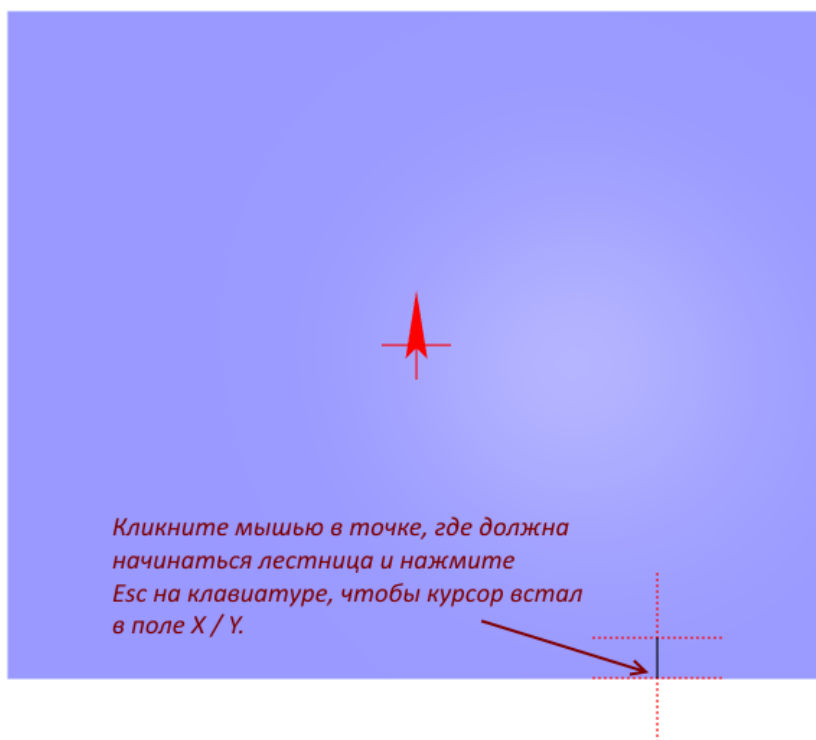 Кликните мышью в точке, где должна
начинаться лестница и нажмите
Esc на клавиатуре, чтобы курсор встал
в поле X / Y.